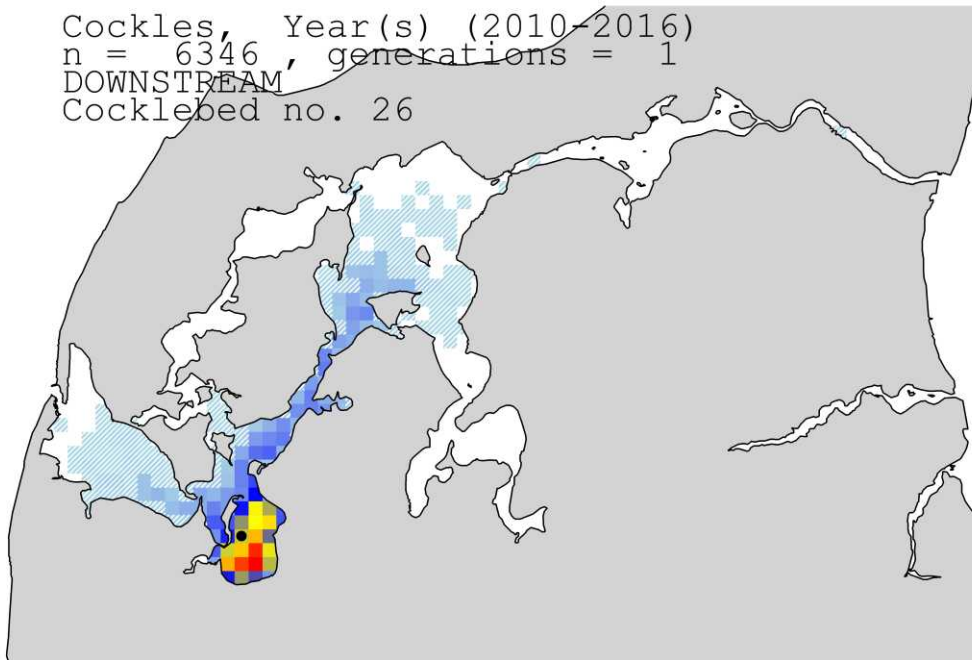 Cockles, Year(s) (2010-2016)
n = 6346 , generations = 1
DOWNSTREAM
Cocklebed no. 26